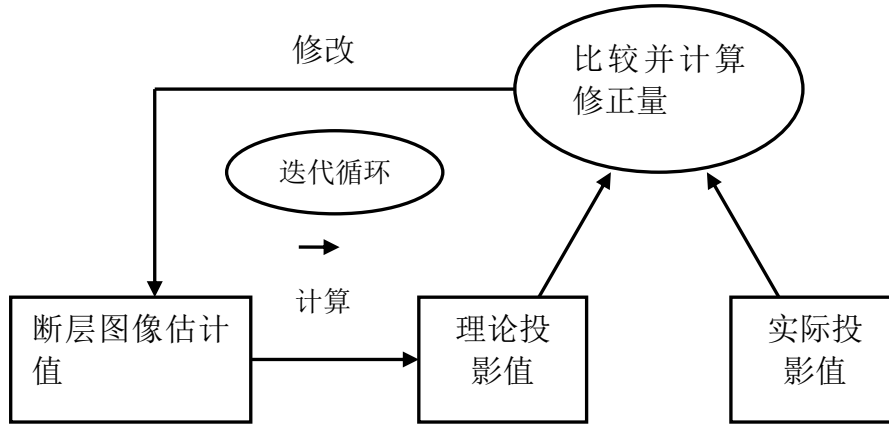 修改
比较并计算
修正量
迭代循环
计算
断层图像估计
值
理论投
影值
实际投
影值